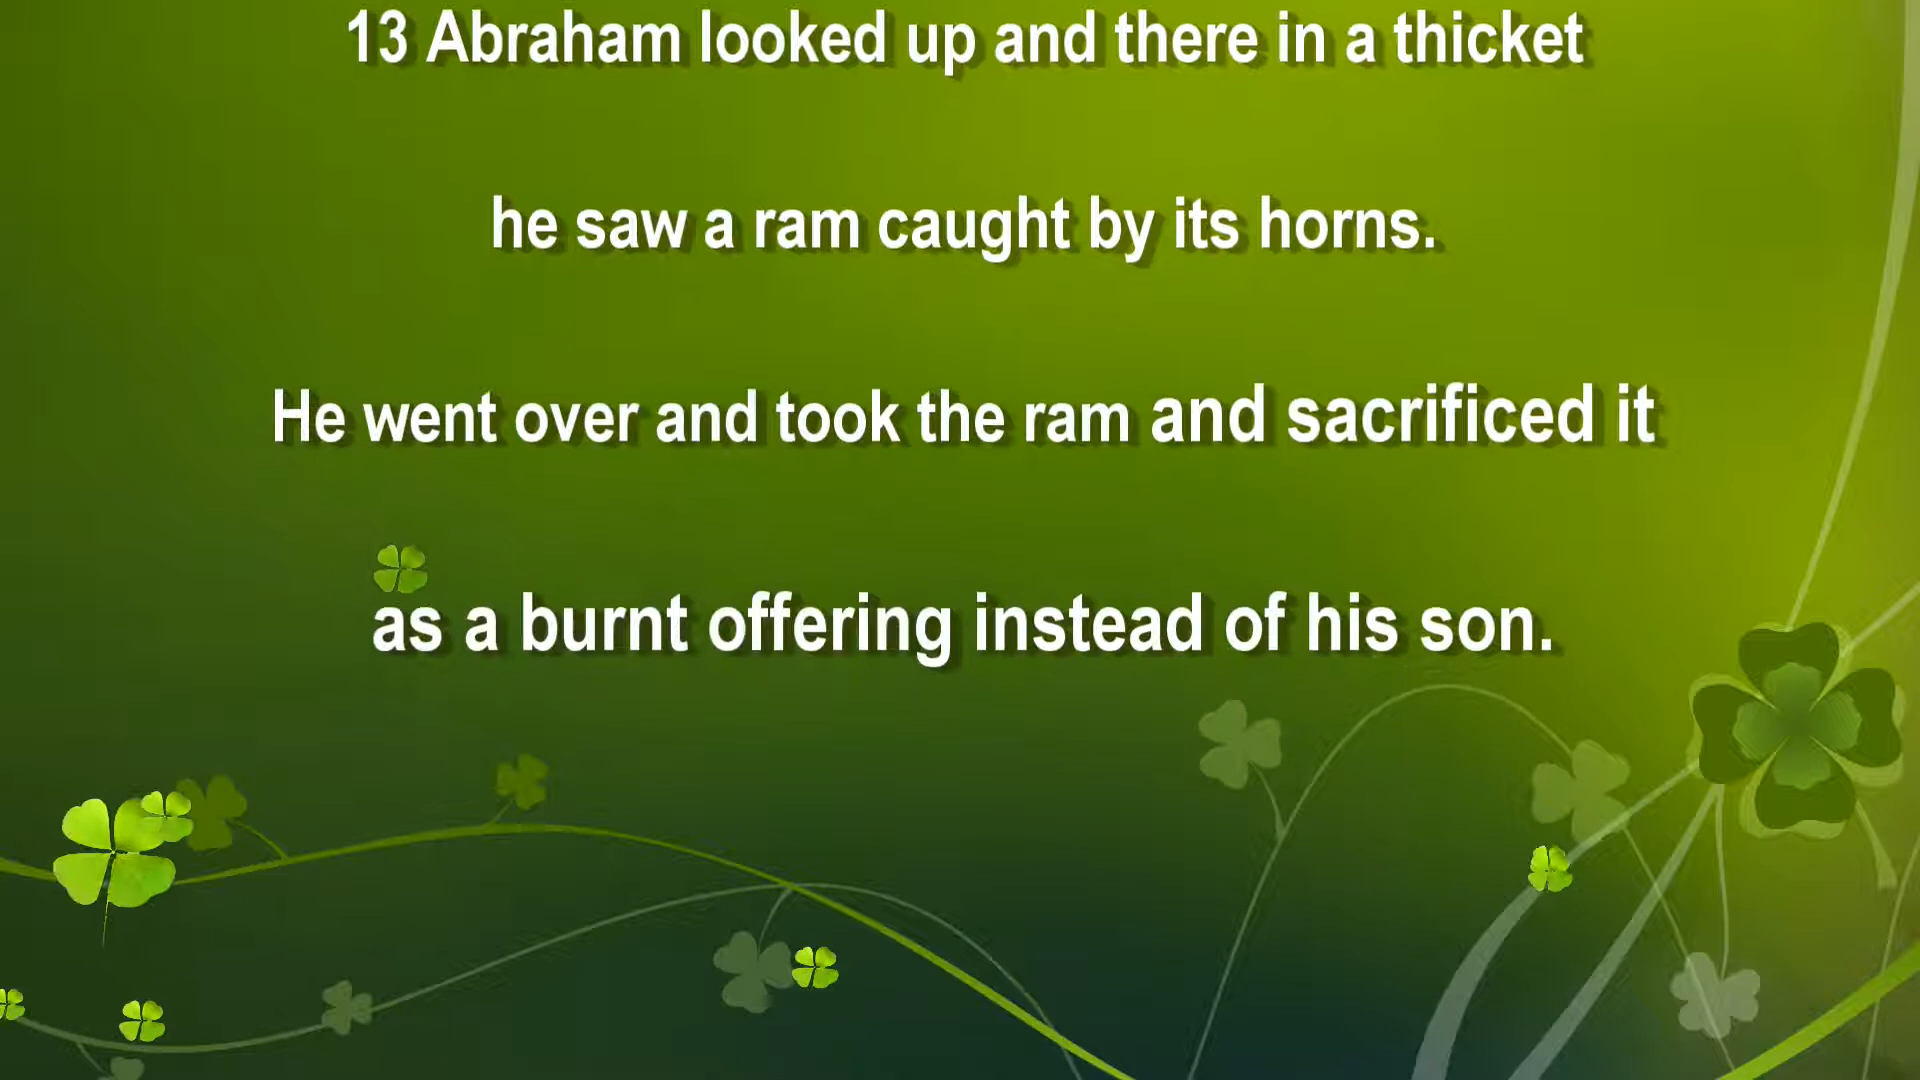 13 Abraham looked up and there in a thicket
he saw a ram caught by its horns.
He went over and took the ram and sacrificed it
as a burnt offering instead of his son.